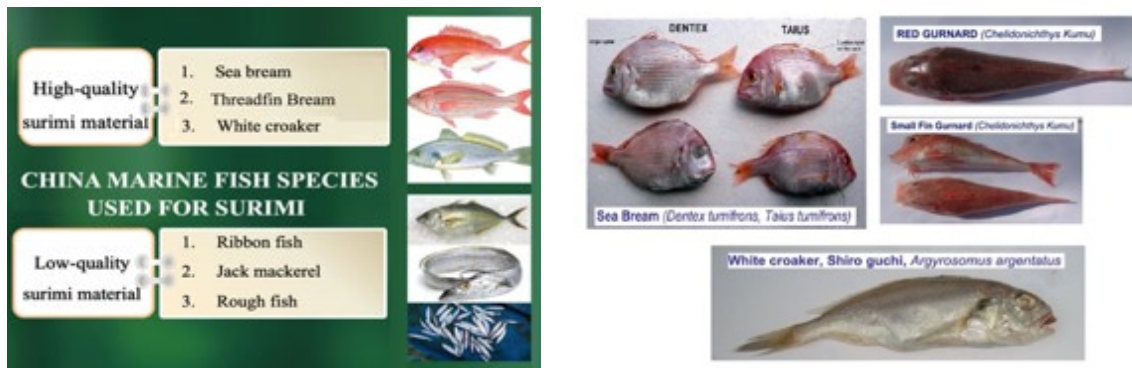 High-quality
surimi material
1. Sea bream
2. Threadfin Bream
3. White croaker
CHINA MARINE FISH SPECIES
USED FOR SURIMI
Low-quality
surimi material
1. Ribbon fish
2. Jack mackerel
3. Rough fish
DENTEX
TAIUS
Sea Bream (Dentex tumifrons, Taius tumifrons)
RED GURNARD (Chelidonichthys Kumu)
Small Fin Gurnard (Chelidonichthys Kumu)
White croaker, Shiro guchi, Argyrosomus argentatus